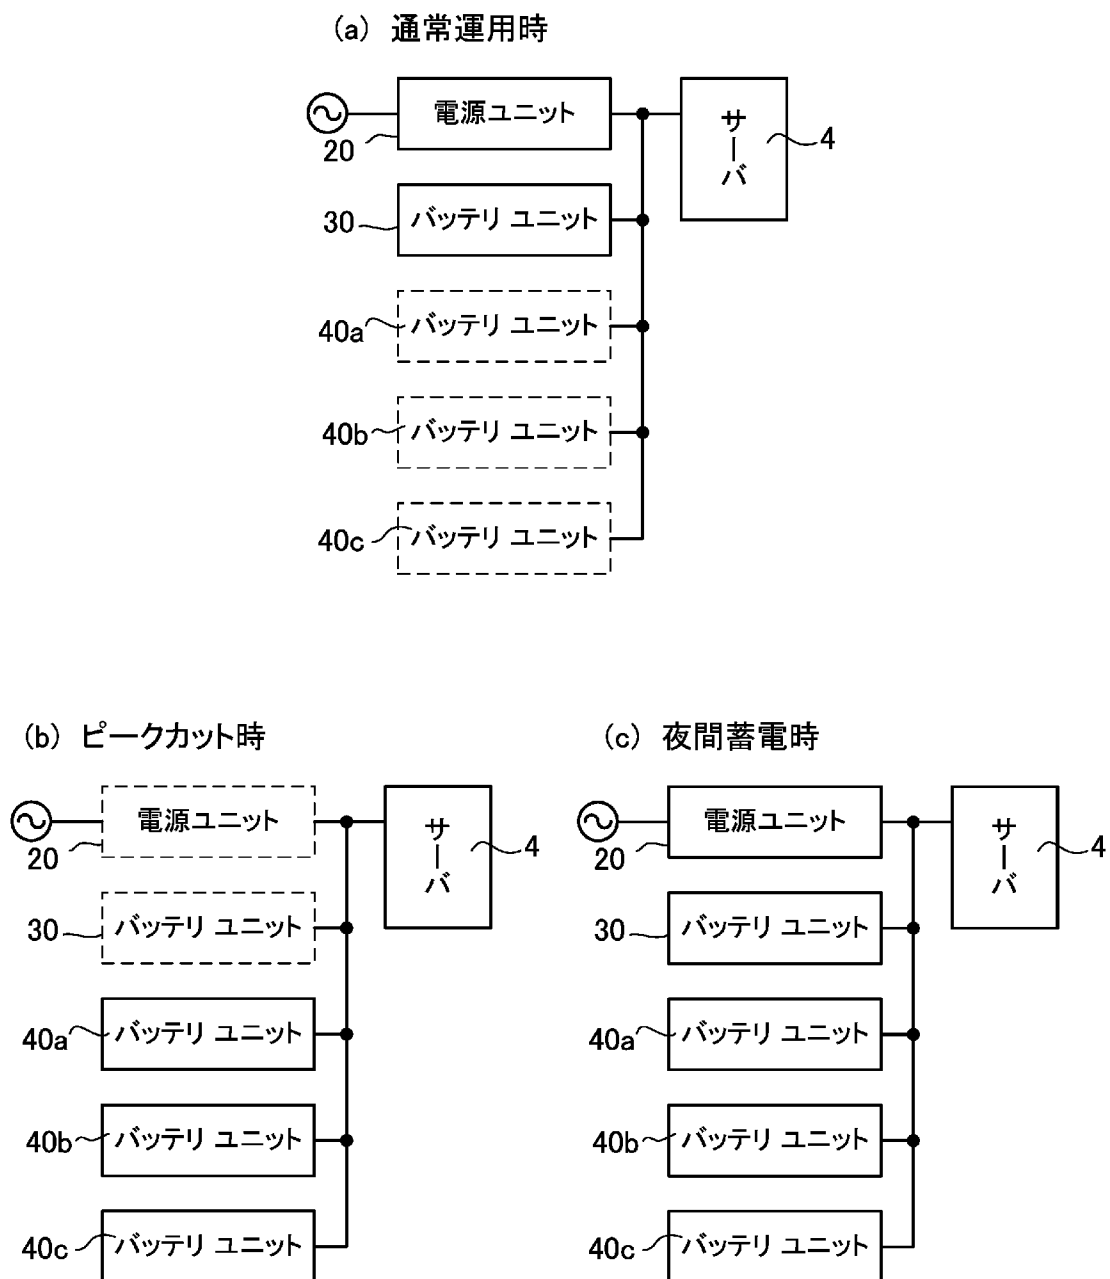 (a) 通常運用時
電源ユニット
20
サーバ
4
30
バッテリ ユニット
40a
バッテリ ユニット
40b
バッテリ ユニット
40c
バッテリ ユニット
(b) ピークカット時
電源ユニット
20
サーバ
4
30
バッテリ ユニット
40a
バッテリ ユニット
40b
バッテリ ユニット
40c
バッテリ ユニット
(c) 夜間蓄電時
電源ユニット
20
サーバ
4
30
バッテリ ユニット
40a
バッテリ ユニット
40b
バッテリ ユニット
40c
バッテリ ユニット